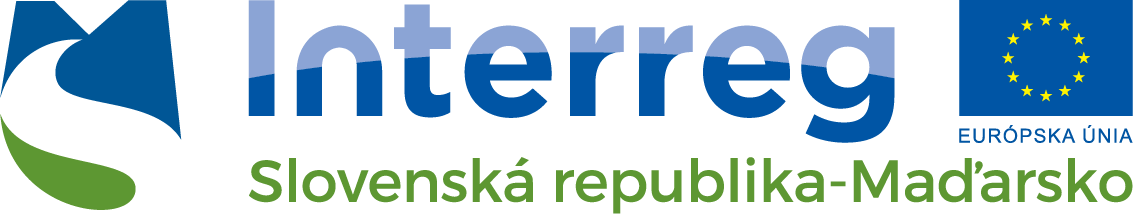 Interreg
EURÓPSKA ÚNIA
Slovenská republika-Maďarsko